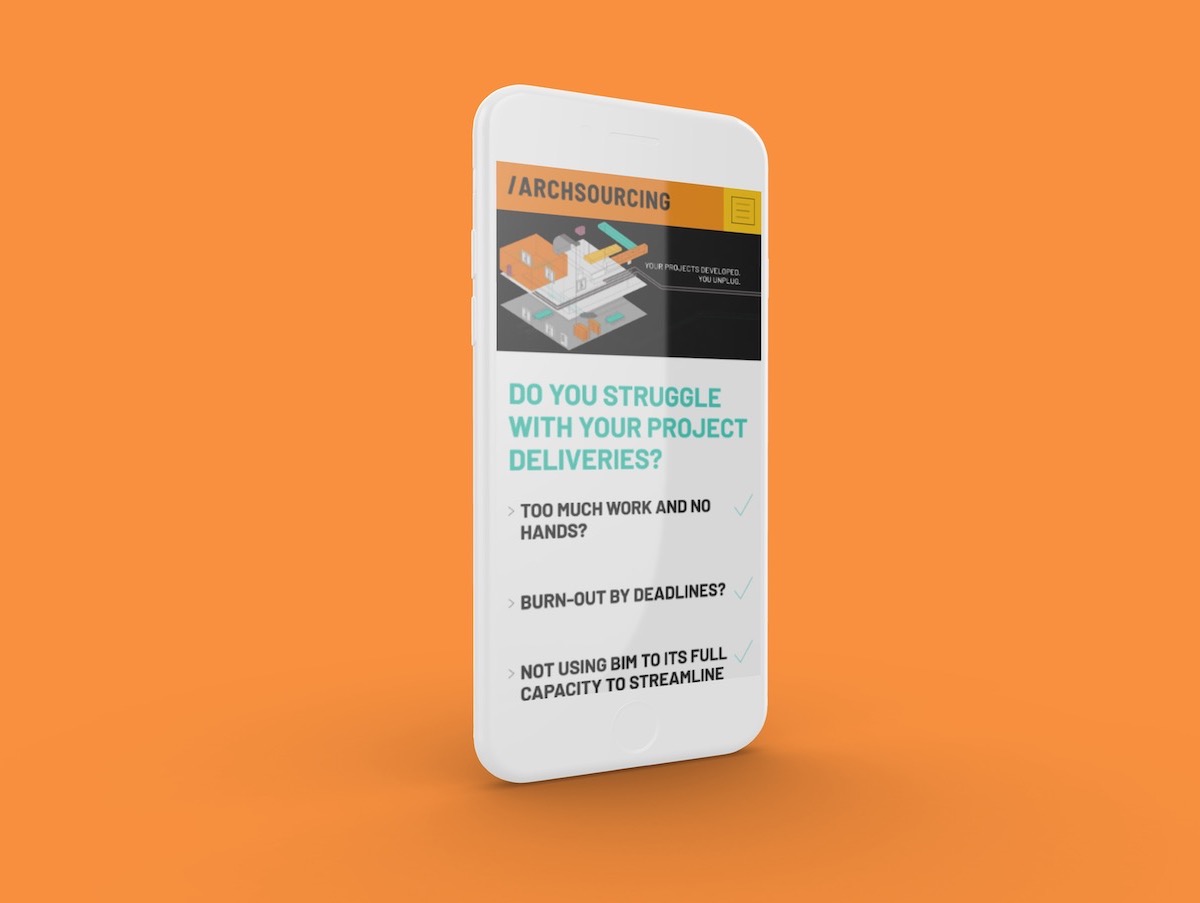 /ARCHSOURCING
YOUR PROJECTS DEVELOPED.
YOU UNPLUG.
DO YOU STRUGGLE
WITH YOUR PROJECT
DELIVERIES?
> TOO MUCH WORK AND NO
HANDS?
> BURN-OUT BY DEADLINES?
> NOT USING BIM TO ITS FULL
CAPACITY TO STREAMLINE